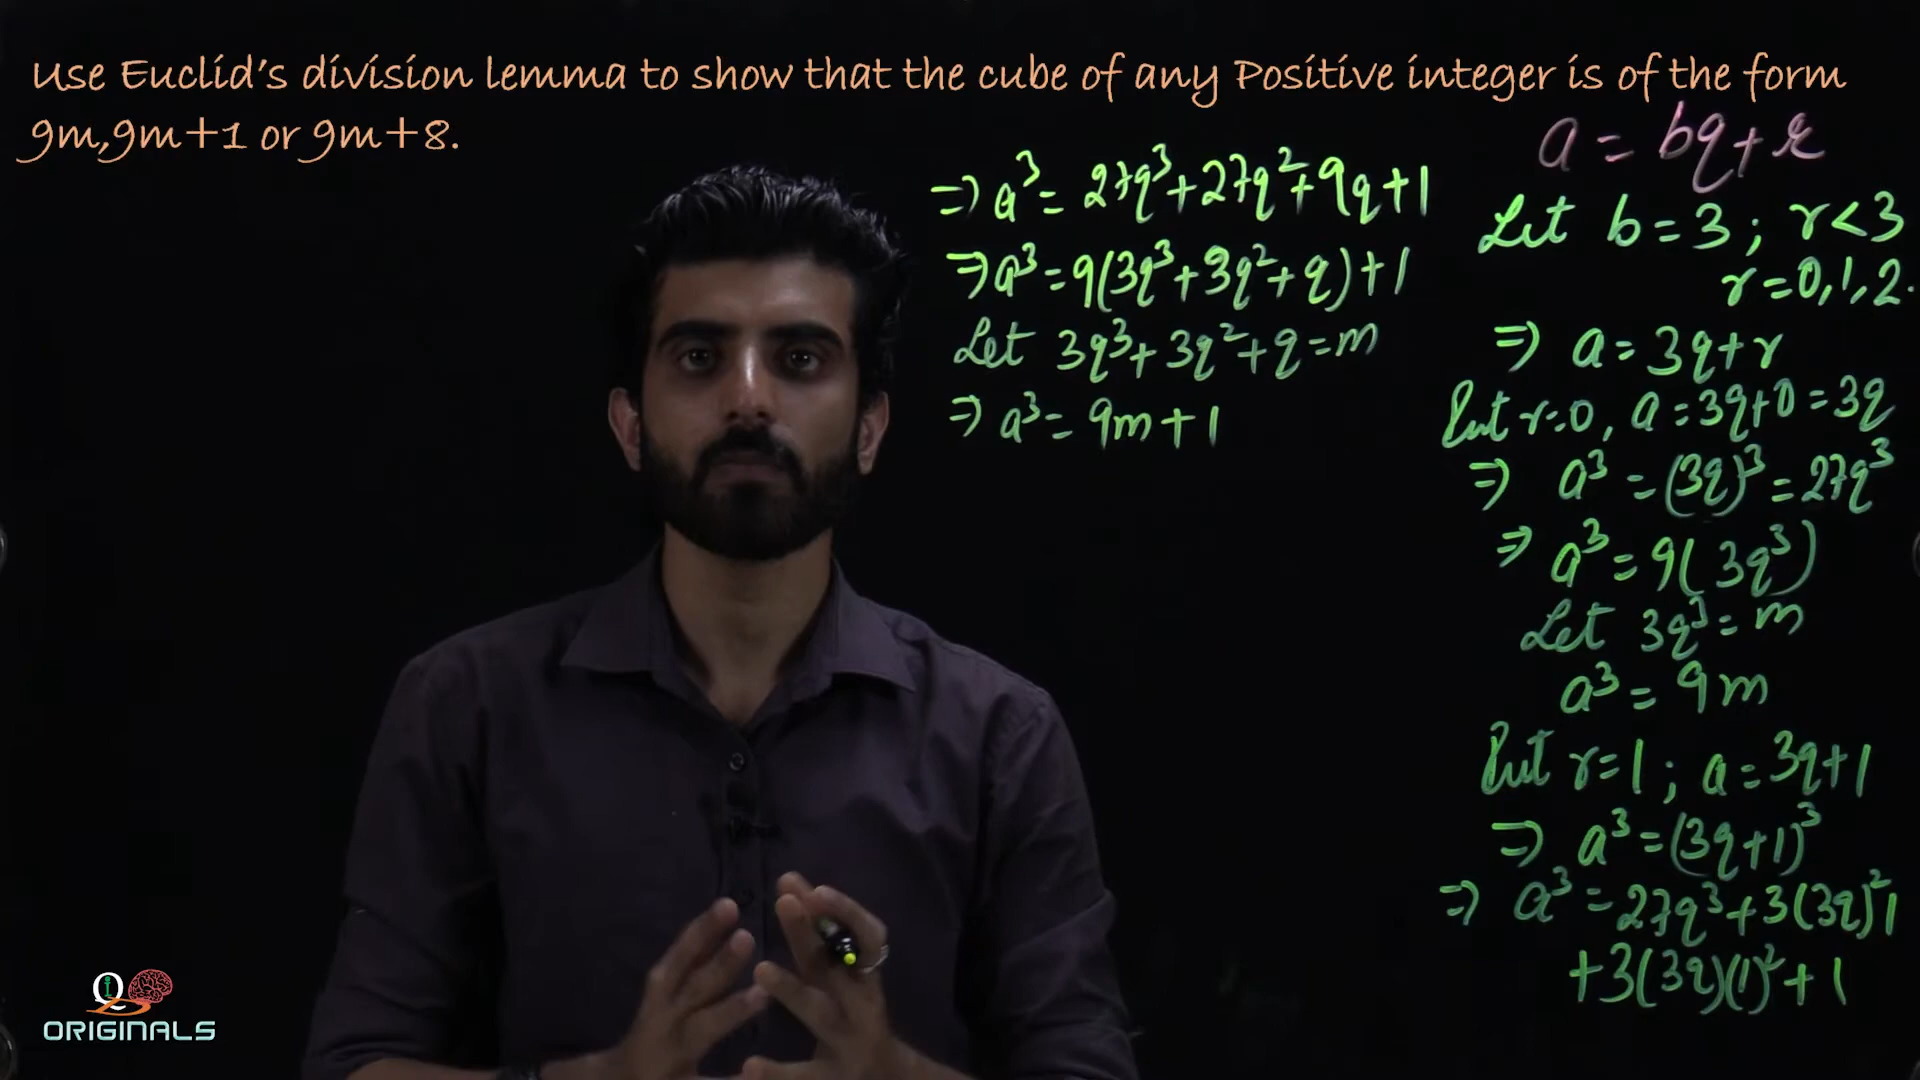 Use Euclid's division lemma to show that the cube of any Positive integer is of the form
9m,9m+1 or 9m+8.
a = bq+r
Let b=3; r<3
r=0,1,2.
⇒ a=3q+r
Put r=0, a=3q+0=3q
⇒ a³=(3q)³=27q³
⇒ a³=9(3q³)
Let 3q³=m
a³=9m
Put r=1; a=3q+1
⇒ a³=(3q+1)³
⇒ a³=27q³+3(3q)²1
+3(3q)(1)²+1
⇒ a³=27q³+27q²+9q+1
⇒ a³=9(3q³+3q²+q)+1
Let 3q³+3q²+q=m
⇒ a³=9m+1
iQ
ORIGINALS